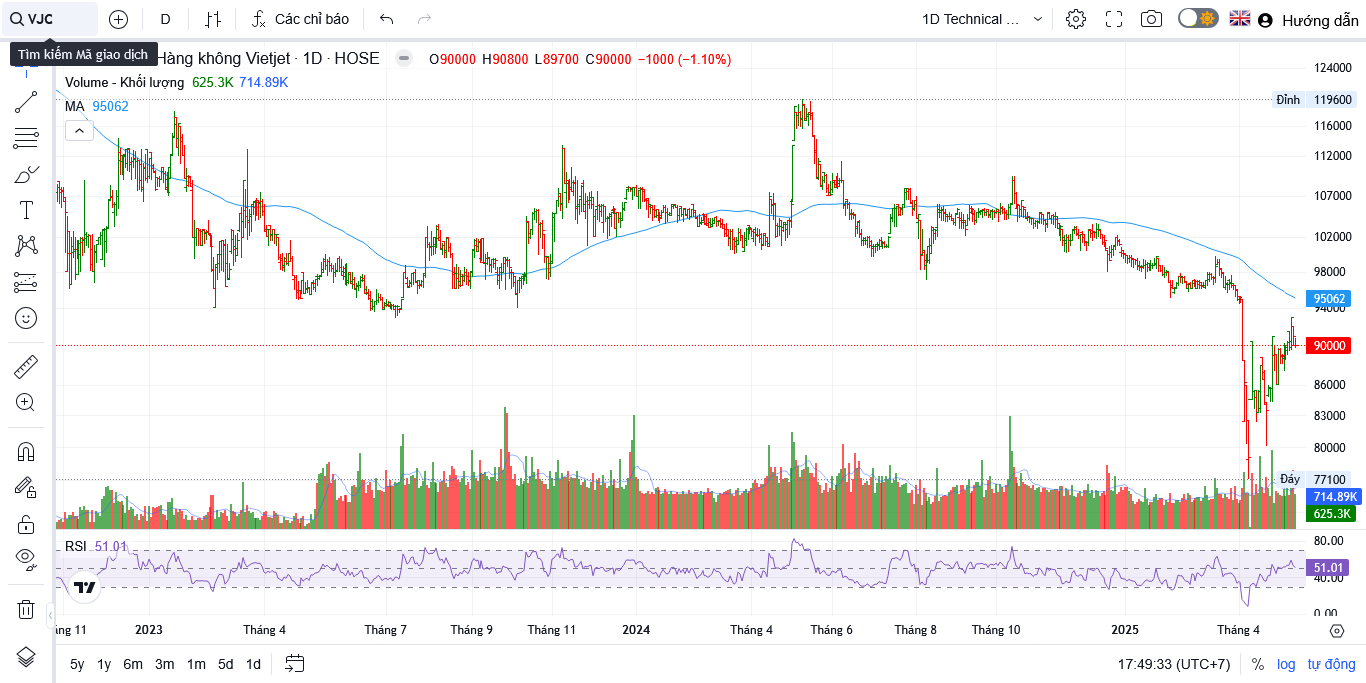 VJC
D
Các chỉ báo
1D Technical ...
Hướng dẫn
Tìm kiếm Mã giao dịch
Hàng không Vietjet · 1D · HOSE
O90000 H90800 L89700 C90000 −1000 (−1.10%)
Volume - Khối lượng 625.3K 714.89K
MA 95062
124000
Đỉnh 119600
116000
112000
107000
102000
98000
95062
94000
90000
86000
83000
80000
Đáy 77100
714.89K
625.3K
RSI 51.01
80.00
51.01
40.00
0.00
ng 11 2023 Tháng 4 Tháng 7 Tháng 9 Tháng 11 2024 Tháng 4 Tháng 6 Tháng 8 Tháng 10 2025 Tháng 4
5y 1y 6m 3m 1m 5d 1d
17:49:33 (UTC+7) % log tự động